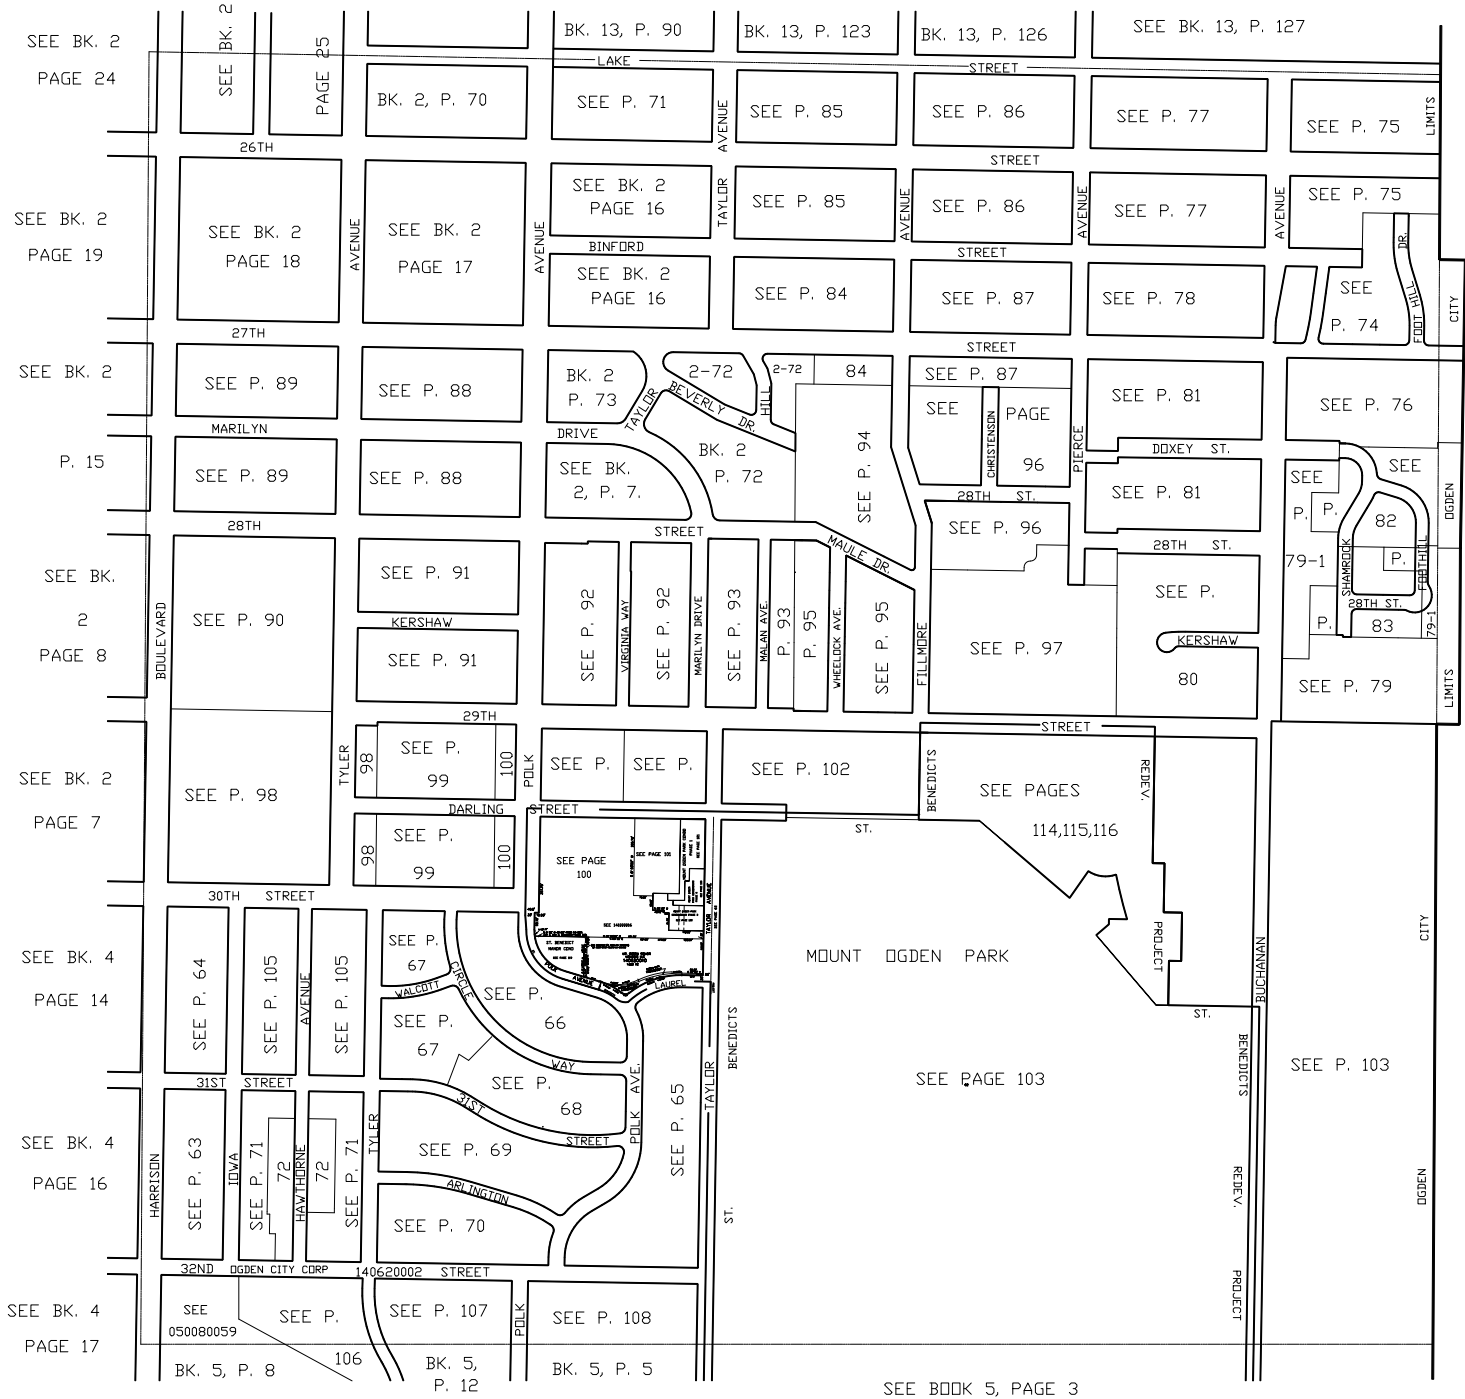 SEE BK. 2
PAGE 24
SEE BK. 2
PAGE 25
BK. 13, P. 90
BK. 13, P. 123
BK. 13, P. 126
SEE BK. 13, P. 127
LAKE
STREET
BK. 2, P. 70
SEE P. 71
SEE P. 85
SEE P. 86
SEE P. 77
SEE P. 75
LIMITS
AVENUE
26TH
STREET
SEE BK. 2
PAGE 19
SEE BK. 2
PAGE 18
AVENUE
SEE BK. 2
PAGE 17
AVENUE
SEE BK. 2
PAGE 16
TAYLOR
SEE P. 85
AVENUE
SEE P. 86
AVENUE
SEE P. 77
AVENUE
SEE P. 75
BINFORD
STREET
SEE BK. 2
PAGE 16
SEE P. 84
SEE P. 87
SEE P. 78
SEE
P. 74
DR.
FOOT HILL
CITY
27TH
STREET
SEE BK. 2
P. 15
SEE P. 89
SEE P. 88
BK. 2
P. 73
TAYLOR
2-72
BEVERLY DR.
HILL
2-72
84
SEE P. 87
SEE
PAGE
96
CHRISTENSON
PIERCE
SEE P. 81
SEE P. 76
MARILYN
DRIVE
DOXEY ST.
SEE P. 89
SEE P. 88
SEE BK.
2, P. 7.
BK. 2
P. 72
SEE P. 94
28TH ST.
SEE P. 81
SEE
P.
P.
79-1
SEE
82
P.
OGDEN
SHAMROCK
FOOTHILL
28TH
STREET
MAULE DR.
SEE P. 96
28TH ST.
28TH ST.
P.
83
79-1
SEE BK.
2
PAGE 8
BOULEVARD
SEE P. 90
SEE P. 91
KERSHAW
SEE P. 91
SEE P. 92
VIRGINIA WAY
SEE P. 92
MARILYN DRIVE
SEE P. 93
MALAN AVE.
P. 93
P. 95
WHEELOCK AVE.
SEE P. 95
FILLMORE
SEE P. 97
SEE P.
KERSHAW
80
SEE P. 79
LIMITS
29TH
STREET
SEE BK. 2
PAGE 7
SEE P. 98
TYLER
98
SEE P.
99
100
POLK
SEE P.
SEE P.
SEE P. 102
BENEDICTS
SEE PAGES
114,115,116
REDEV.
DARLING
STREET
ST.
98
SEE P.
99
100
SEE PAGE
100
SEE PAGE 101
TAYLOR AVENUE
30TH STREET
SEE BK. 4
PAGE 14
SEE P. 64
SEE P. 105
AVENUE
SEE P. 105
SEE P.
67
WALCOTT
CIRCLE
SEE P.
66
ST. BENEDICT
MANOR COND
POLK
AVENUE
LAUREL
MOUNT OGDEN PARK
PROJECT
BUCHANAN
CITY
SEE P.
67
WAY
ST.
BENEDICTS
BENEDICTS
SEE P. 103
SEE PAGE 103
31ST STREET
SEE P.
68
31ST
STREET
POLK AVE.
SEE P. 65
TAYLOR
SEE BK. 4
PAGE 16
HARRISON
SEE P. 63
IOWA
SEE P. 71
72
HAWTHORNE
72
SEE P. 71
TYLER
SEE P. 69
ARLINGTON
SEE P. 70
ST.
REDEV.
OGDEN
32ND
OGDEN CITY CORP
140620002
STREET
SEE BK. 4
PAGE 17
SEE
050080059
SEE P.
106
SEE P. 107
POLK
SEE P. 108
PROJECT
BK. 5, P. 8
BK. 5,
P. 12
BK. 5, P. 5
SEE BOOK 5, PAGE 3